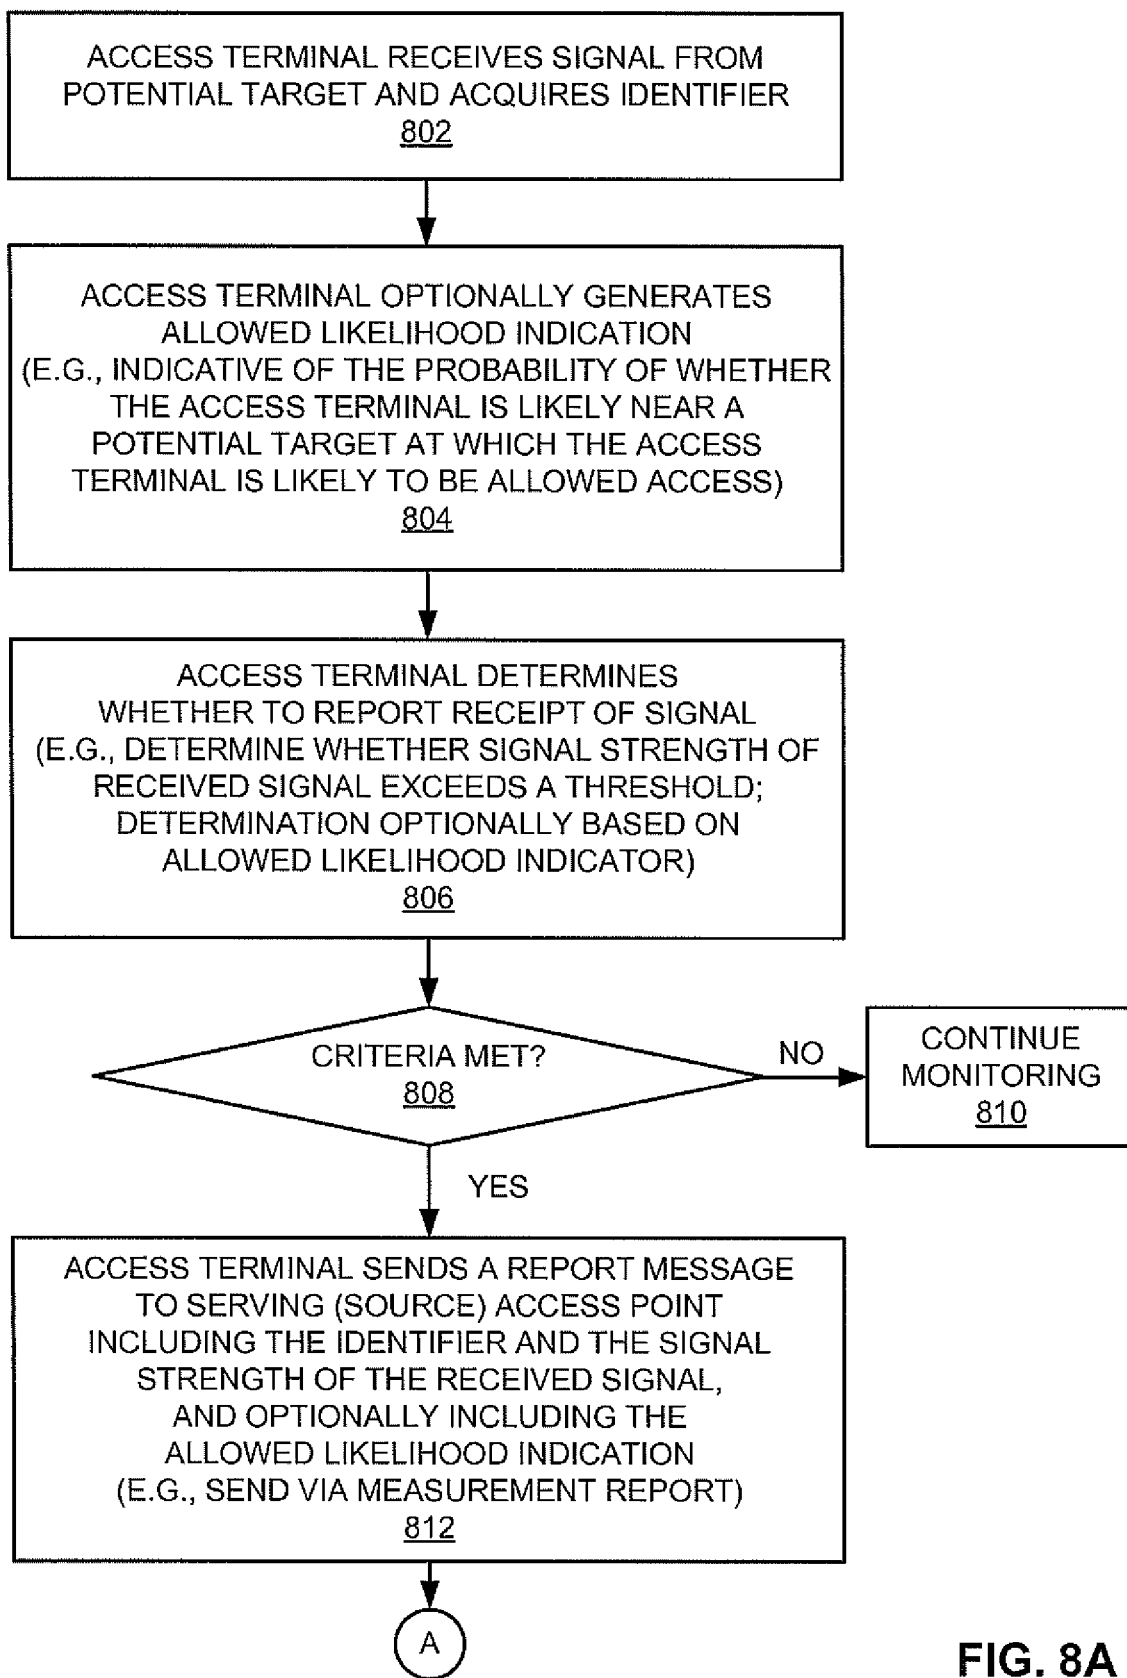 ACCESS TERMINAL RECEIVES SIGNAL FROM
POTENTIAL TARGET AND ACQUIRES IDENTIFIER
802
ACCESS TERMINAL OPTIONALLY GENERATES
ALLOWED LIKELIHOOD INDICATION
(E.G., INDICATIVE OF THE PROBABILITY OF WHETHER
THE ACCESS TERMINAL IS LIKELY NEAR A
POTENTIAL TARGET AT WHICH THE ACCESS
TERMINAL IS LIKELY TO BE ALLOWED ACCESS)
804
ACCESS TERMINAL DETERMINES
WHETHER TO REPORT RECEIPT OF SIGNAL
(E.G., DETERMINE WHETHER SIGNAL STRENGTH OF
RECEIVED SIGNAL EXCEEDS A THRESHOLD;
DETERMINATION OPTIONALLY BASED ON
ALLOWED LIKELIHOOD INDICATOR)
806
CRITERIA MET?
808
NO
CONTINUE
MONITORING
810
YES
ACCESS TERMINAL SENDS A REPORT MESSAGE
TO SERVING (SOURCE) ACCESS POINT
INCLUDING THE IDENTIFIER AND THE SIGNAL
STRENGTH OF THE RECEIVED SIGNAL,
AND OPTIONALLY INCLUDING THE
ALLOWED LIKELIHOOD INDICATION
(E.G., SEND VIA MEASUREMENT REPORT)
812
A
FIG. 8A